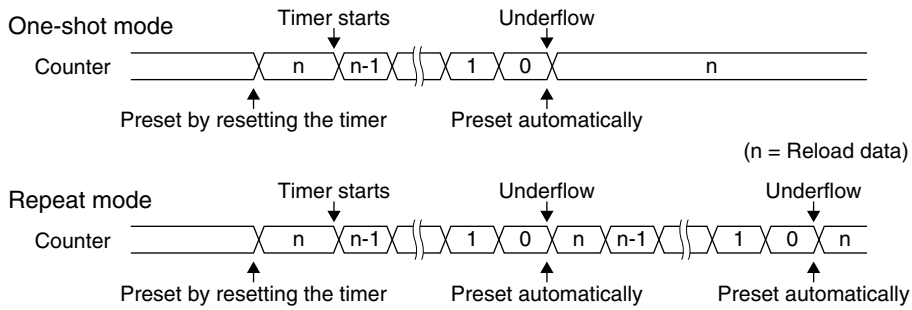 Timer starts Underflow
One-shot mode
Counter n n-1 1 0 n
Preset by resetting the timer Preset automatically
(n = Reload data)
Timer starts Underflow Underflow
Repeat mode
Counter n n-1 1 0 n n-1 1 0 n
Preset by resetting the timer Preset automatically Preset automatically